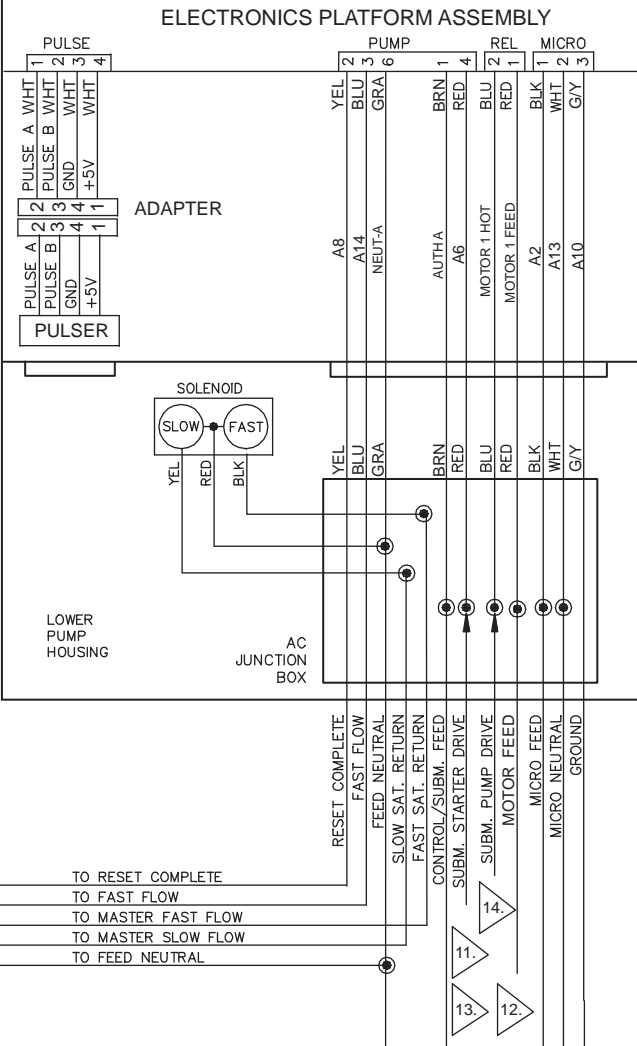 ELECTRONICS PLATFORM ASSEMBLY
PULSE
PUMP
REL
MICRO
1 2 3 4
2 3 6 1 4
2 1
1 2 3
PULSE A WHT
PULSE B WHT
GND WHT
+5V WHT
YEL
BLU
GRA
BRN
RED
BLU
RED
BLK
WHT
G/Y
2 3 4 1
ADAPTER
2 3 4 1
A8
A14
NEUT-A
AUTH A
A6
MOTOR 1 HOT
MOTOR 1 FEED
A2
A13
A10
PULSE A
PULSE B
GND
+5V
PULSER
SOLENOID
SLOW
FAST
YEL
RED
BLK
YEL
BLU
GRA
BRN
RED
BLU
RED
BLK
WHT
G/Y
LOWER
PUMP
HOUSING
AC
JUNCTION
BOX
RESET COMPLETE
FAST FLOW
FEED NEUTRAL
SLOW SAT. RETURN
FAST SAT. RETURN
CONTROL/SUBM. FEED
SUBM. STARTER DRIVE
SUBM. PUMP DRIVE
MOTOR FEED
MICRO FEED
MICRO NEUTRAL
GROUND
TO RESET COMPLETE
TO FAST FLOW
TO MASTER FAST FLOW
TO MASTER SLOW FLOW
TO FEED NEUTRAL
14.
11.
13.
12.